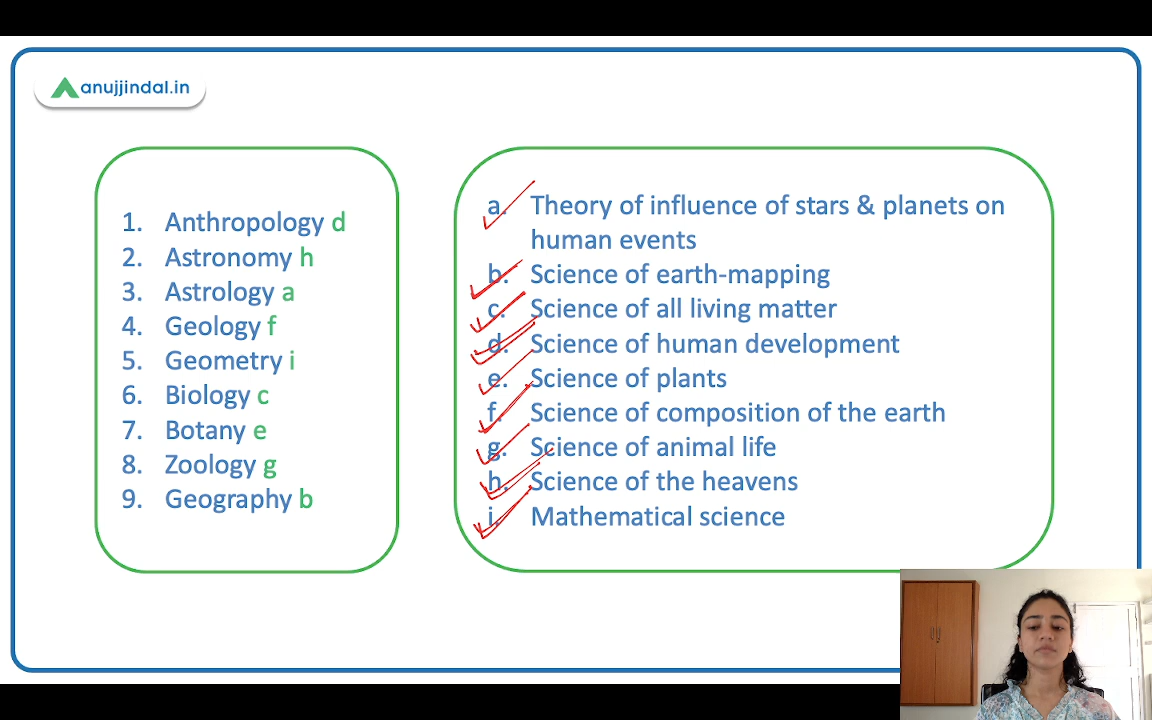 anujjindal.in
1. Anthropology d
2. Astronomy h
3. Astrology a
4. Geology f
5. Geometry i
6. Biology c
7. Botany e
8. Zoology g
9. Geography b
a. Theory of influence of stars & planets on
human events
b. Science of earth-mapping
c. Science of all living matter
d. Science of human development
e. Science of plants
f. Science of composition of the earth
g. Science of animal life
h. Science of the heavens
i. Mathematical science